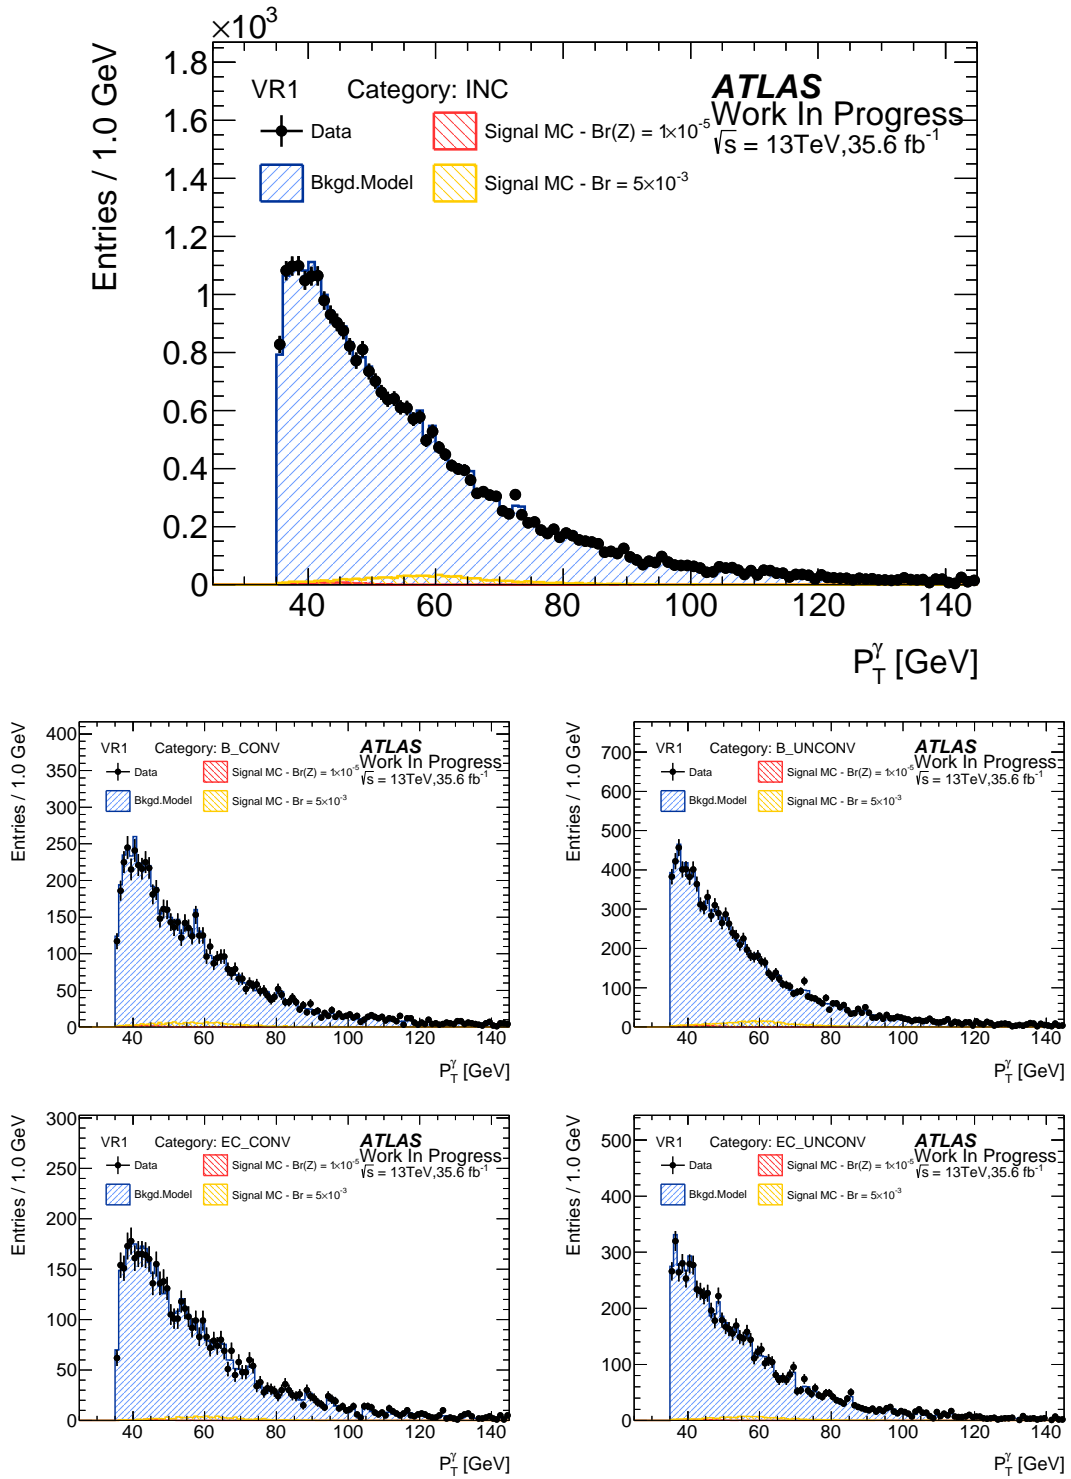 ×10³
Entries / 1.0 GeV
1.8
1.6
1.4
1.2
1
0.8
0.6
0.4
0.2
0
VR1 Category: INC
Data
Bkgd.Model
Signal MC - Br(Z) = 1×10⁻⁵
Signal MC - Br = 5×10⁻³
ATLAS
Work In Progress
√s = 13TeV,35.6 fb⁻¹
40 60 80 100 120 140
P_T^γ [GeV]
Entries / 1.0 GeV
400
350
300
250
200
150
100
50
0
VR1 Category: B_CONV
Data
Bkgd.Model
Signal MC - Br(Z) = 1×10⁻⁵
Signal MC - Br = 5×10⁻³
ATLAS
Work In Progress
√s = 13TeV,35.6 fb⁻¹
40 60 80 100 120 140
P_T^γ [GeV]
Entries / 1.0 GeV
700
600
500
400
300
200
100
0
VR1 Category: B_UNCONV
Data
Bkgd.Model
Signal MC - Br(Z) = 1×10⁻⁵
Signal MC - Br = 5×10⁻³
ATLAS
Work In Progress
√s = 13TeV,35.6 fb⁻¹
40 60 80 100 120 140
P_T^γ [GeV]
Entries / 1.0 GeV
300
250
200
150
100
50
0
VR1 Category: EC_CONV
Data
Bkgd.Model
Signal MC - Br(Z) = 1×10⁻⁵
Signal MC - Br = 5×10⁻³
ATLAS
Work In Progress
√s = 13TeV,35.6 fb⁻¹
40 60 80 100 120 140
P_T^γ [GeV]
Entries / 1.0 GeV
500
400
300
200
100
0
VR1 Category: EC_UNCONV
Data
Bkgd.Model
Signal MC - Br(Z) = 1×10⁻⁵
Signal MC - Br = 5×10⁻³
ATLAS
Work In Progress
√s = 13TeV,35.6 fb⁻¹
40 60 80 100 120 140
P_T^γ [GeV]